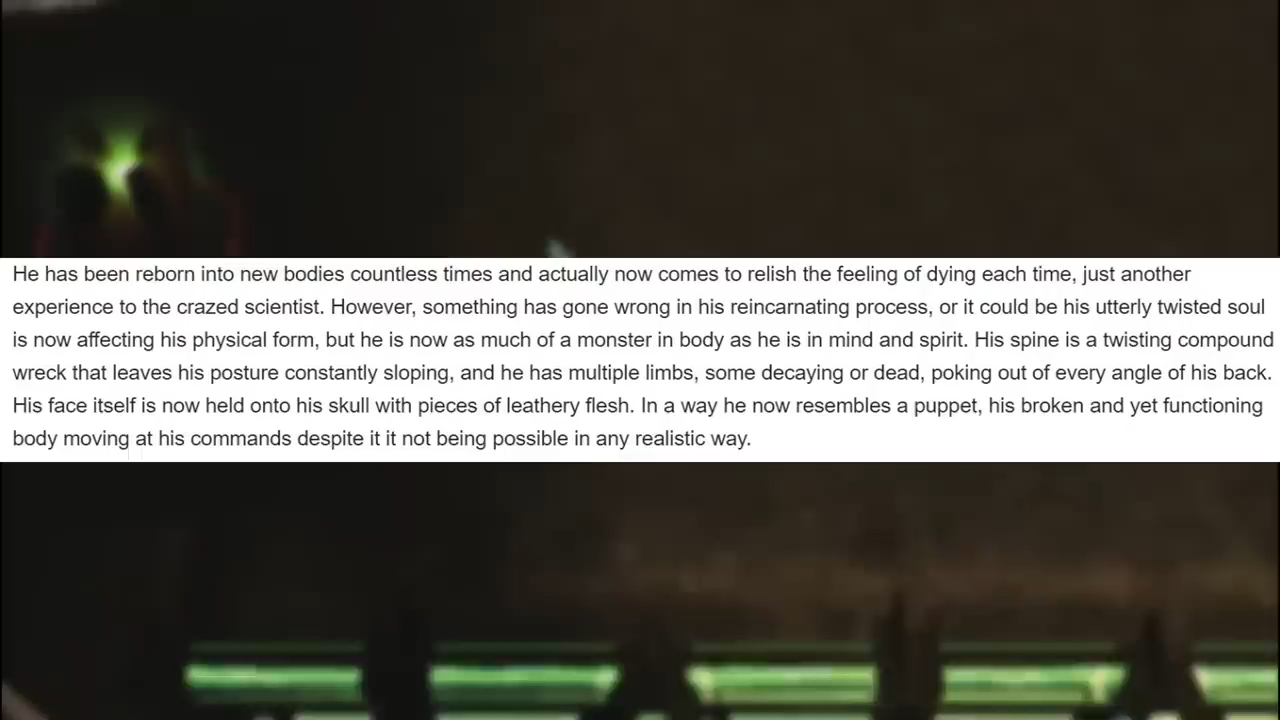 He has been reborn into new bodies countless times and actually now comes to relish the feeling of dying each time, just another
experience to the crazed scientist. However, something has gone wrong in his reincarnating process, or it could be his utterly twisted soul
is now affecting his physical form, but he is now as much of a monster in body as he is in mind and spirit. His spine is a twisting compound
wreck that leaves his posture constantly sloping, and he has multiple limbs, some decaying or dead, poking out of every angle of his back.
His face itself is now held onto his skull with pieces of leathery flesh. In a way he now resembles a puppet, his broken and yet functioning
body moving at his commands despite it it not being possible in any realistic way.